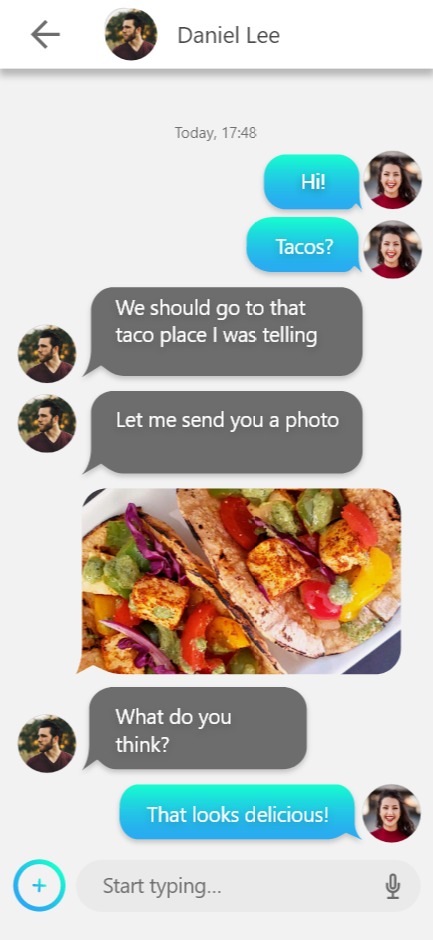 Daniel Lee
Today, 17:48
Hi!
Tacos?
We should go to that
taco place I was telling
Let me send you a photo
What do you
think?
That looks delicious!
Start typing...